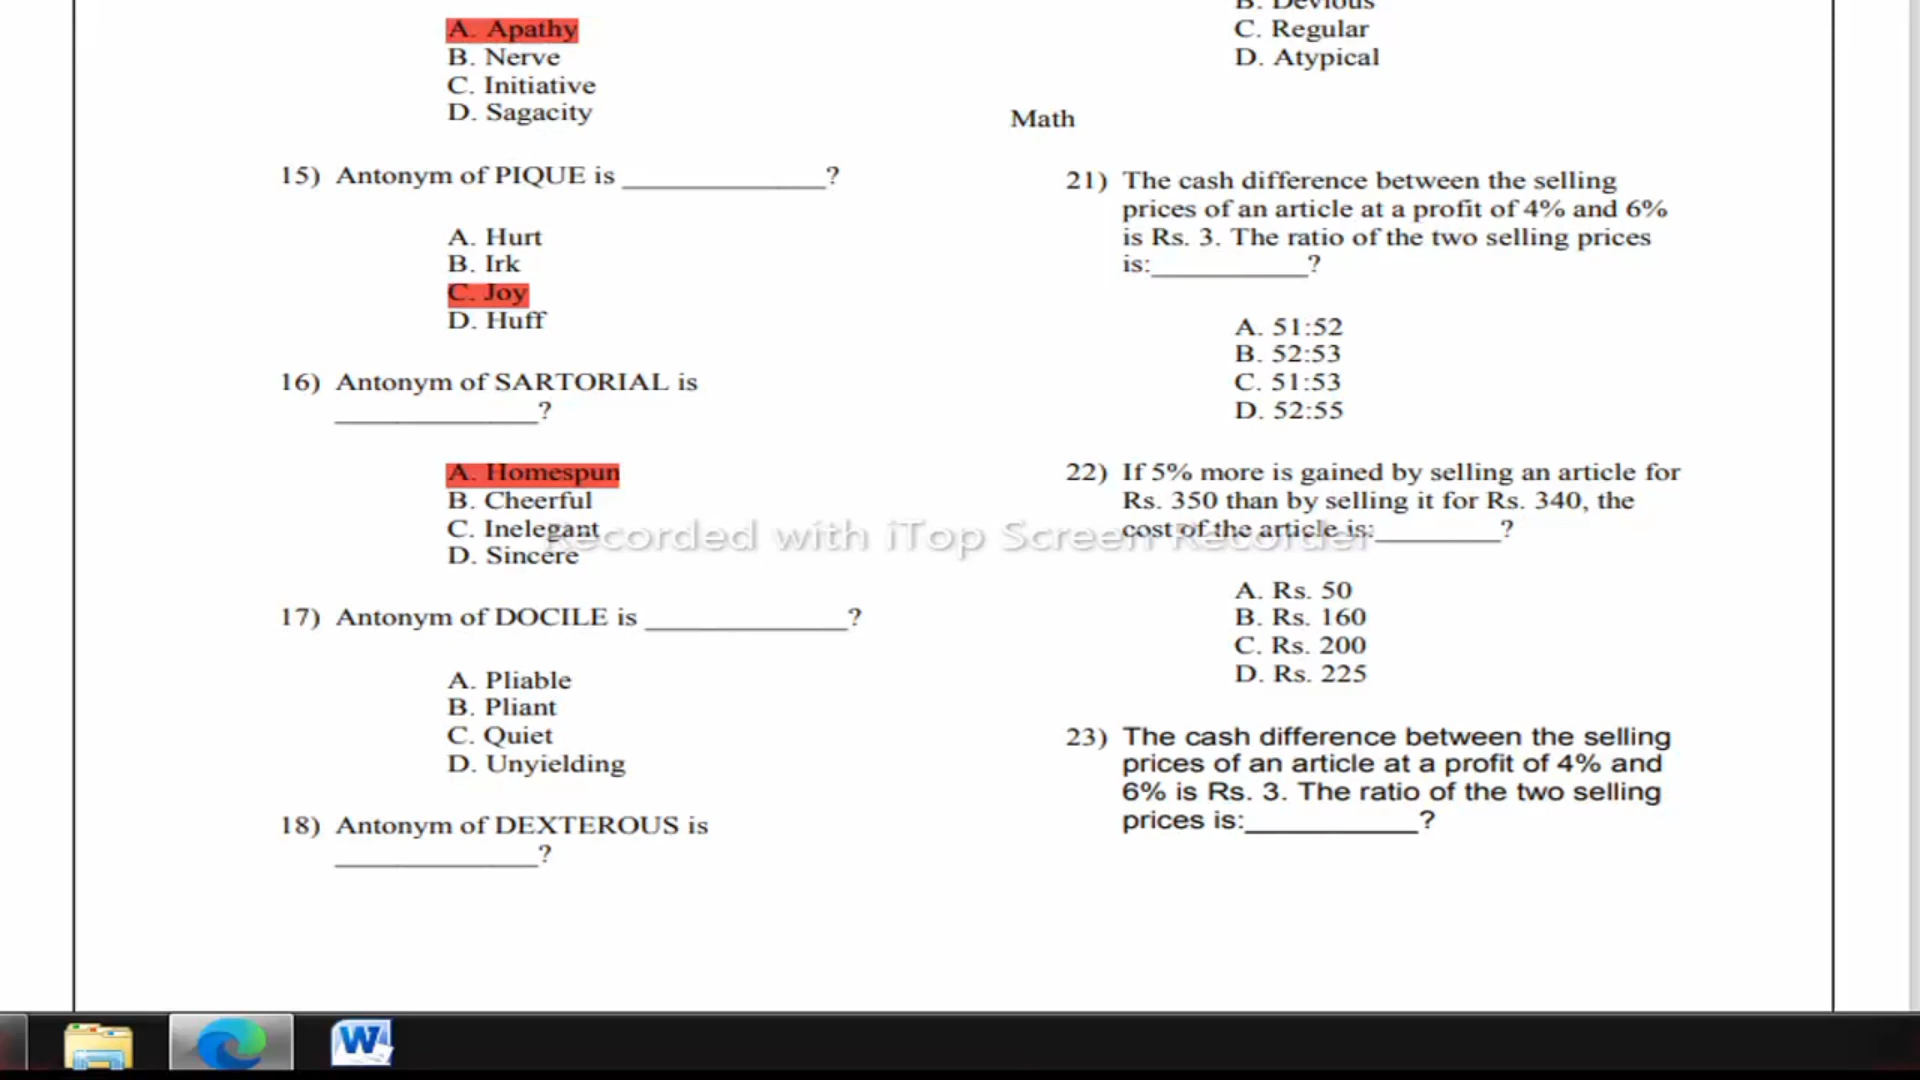 A. Apathy
B. Nerve
C. Initiative
D. Sagacity
15) Antonym of PIQUE is _____________?
A. Hurt
B. Irk
C. Joy
D. Huff
16) Antonym of SARTORIAL is
_____________?
A. Homespun
B. Cheerful
C. Inelegant
D. Sincere
17) Antonym of DOCILE is _____________?
A. Pliable
B. Pliant
C. Quiet
D. Unyielding
18) Antonym of DEXTEROUS is
_____________?
B. Devious
C. Regular
D. Atypical
Math
21) The cash difference between the selling
prices of an article at a profit of 4% and 6%
is Rs. 3. The ratio of the two selling prices
is:__________?
A. 51:52
B. 52:53
C. 51:53
D. 52:55
22) If 5% more is gained by selling an article for
Rs. 350 than by selling it for Rs. 340, the
cost of the article is:________?
A. Rs. 50
B. Rs. 160
C. Rs. 200
D. Rs. 225
23) The cash difference between the selling
prices of an article at a profit of 4% and
6% is Rs. 3. The ratio of the two selling
prices is:___________?
Recorded with iTop Screen Recorder
W